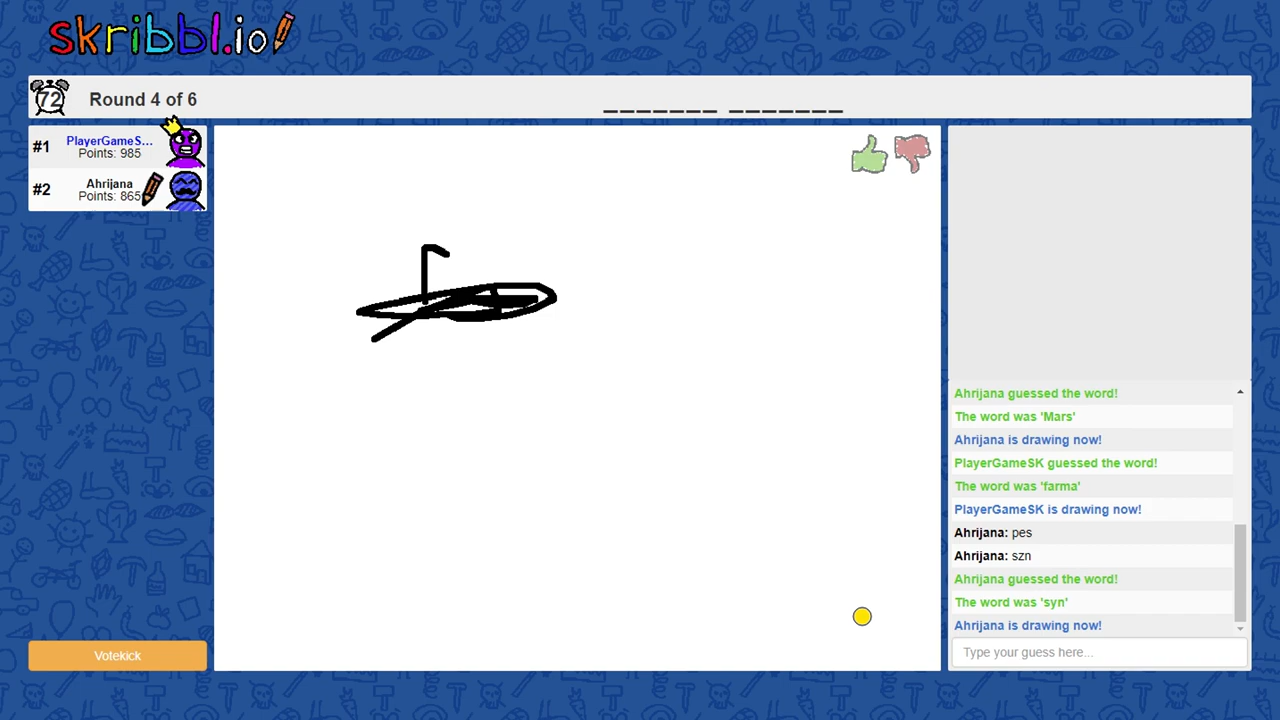 skribbl.io
72
Round 4 of 6
_______ _______
#1
PlayerGameS...
Points: 985
#2
Ahrijana
Points: 865
Votekick
Ahrijana guessed the word!
The word was 'Mars'
Ahrijana is drawing now!
PlayerGameSK guessed the word!
The word was 'farma'
PlayerGameSK is drawing now!
Ahrijana: pes
Ahrijana: szn
Ahrijana guessed the word!
The word was 'syn'
Ahrijana is drawing now!
Type your guess here...